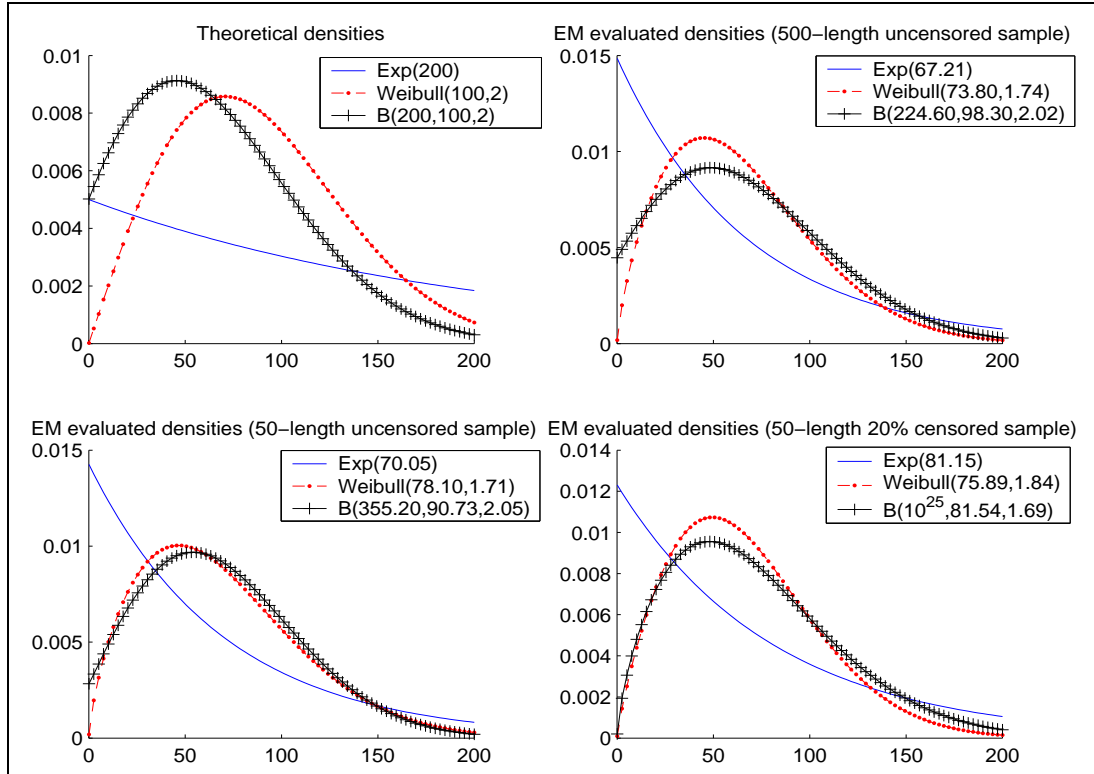 Theoretical densities
0.01
0.008
0.006
0.004
0.002
0
0 50 100 150 200
Exp(200)
Weibull(100,2)
B(200,100,2)
EM evaluated densities (500−length uncensored sample)
0.015
0.01
0.005
0
0 50 100 150 200
Exp(67.21)
Weibull(73.80,1.74)
B(224.60,98.30,2.02)
EM evaluated densities (50−length uncensored sample)
0.015
0.01
0.005
0
0 50 100 150 200
Exp(70.05)
Weibull(78.10,1.71)
B(355.20,90.73,2.05)
EM evaluated densities (50−length 20% censored sample)
0.014
0.012
0.01
0.008
0.006
0.004
0.002
0
0 50 100 150 200
Exp(81.15)
Weibull(75.89,1.84)
B(10^25,81.54,1.69)